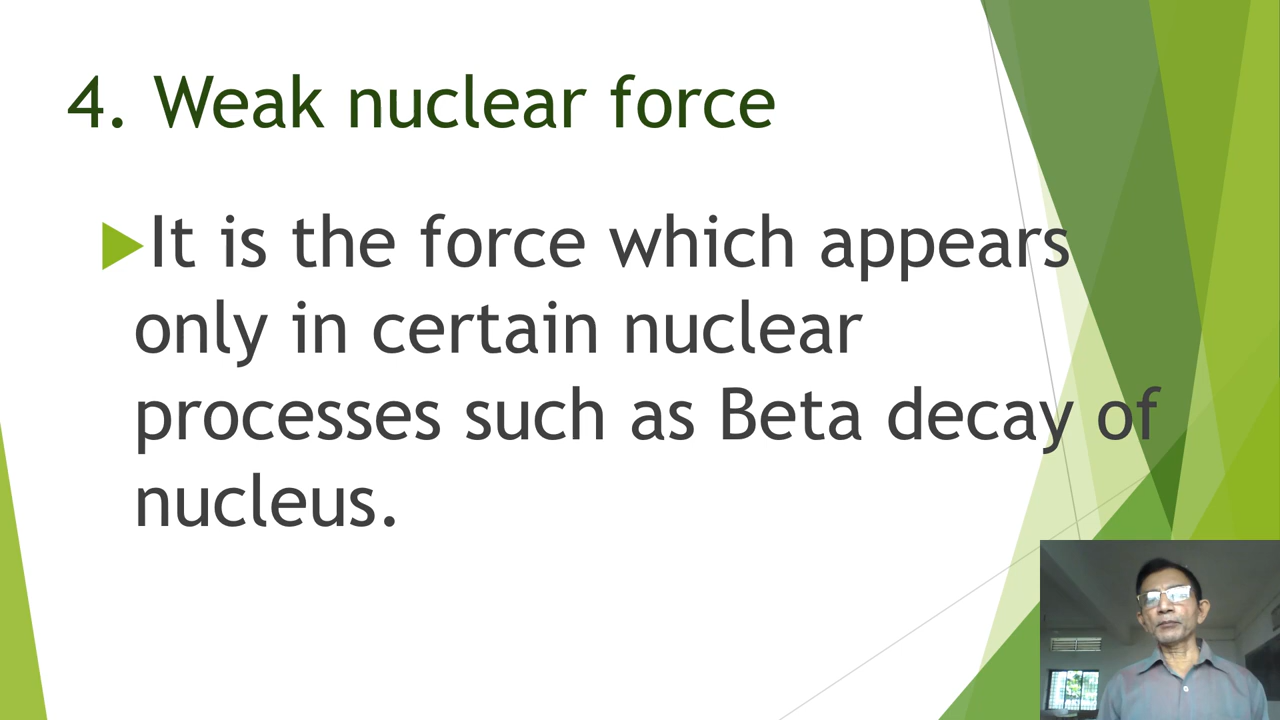 4. Weak nuclear force
It is the force which appears
only in certain nuclear
processes such as Beta decay of
nucleus.